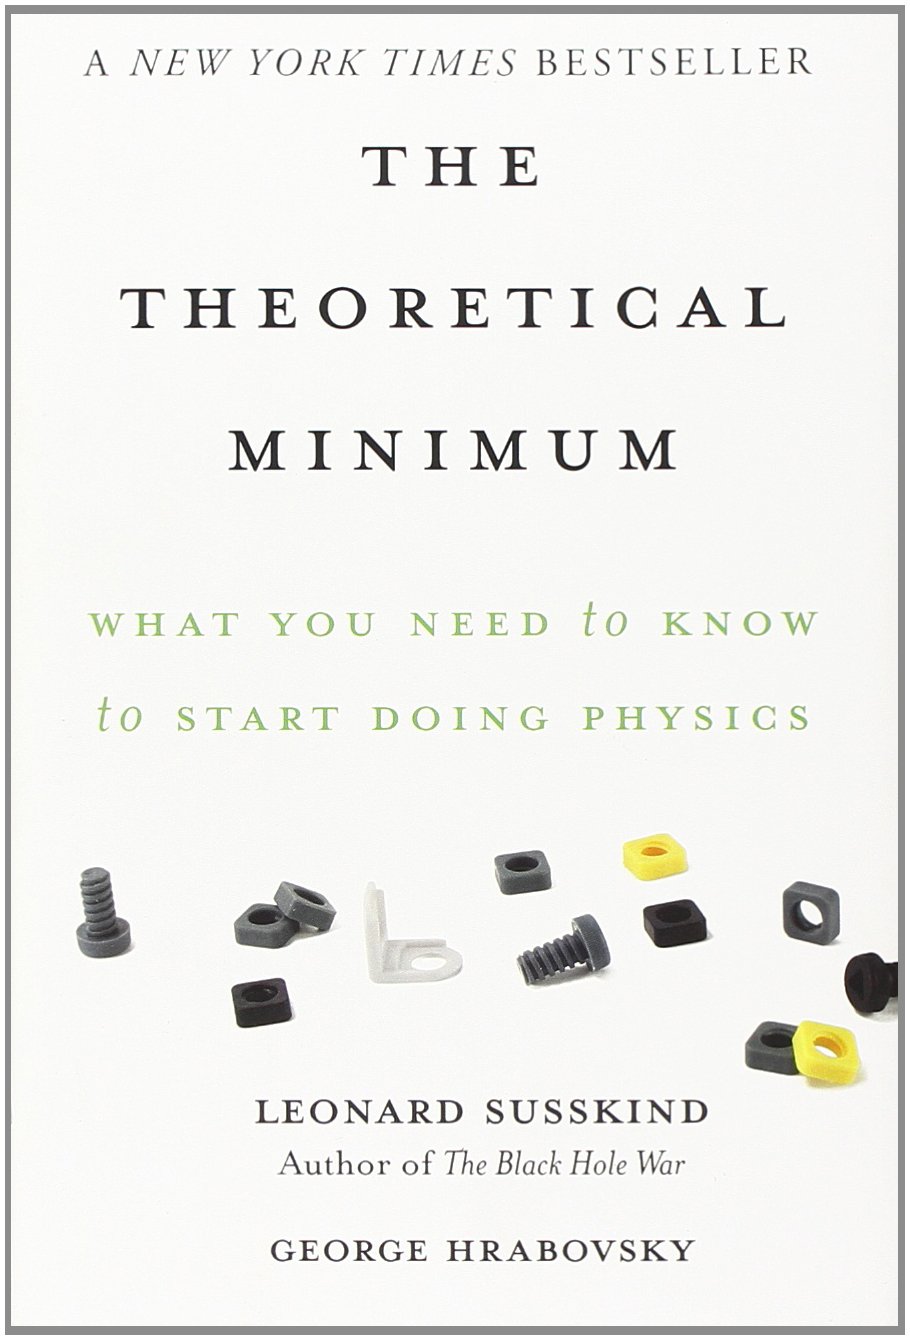 A NEW YORK TIMES BESTSELLER
THE
THEORETICAL
MINIMUM
WHAT YOU NEED to KNOW
to START DOING PHYSICS
LEONARD SUSSKIND
Author of The Black Hole War
GEORGE HRABOVSKY